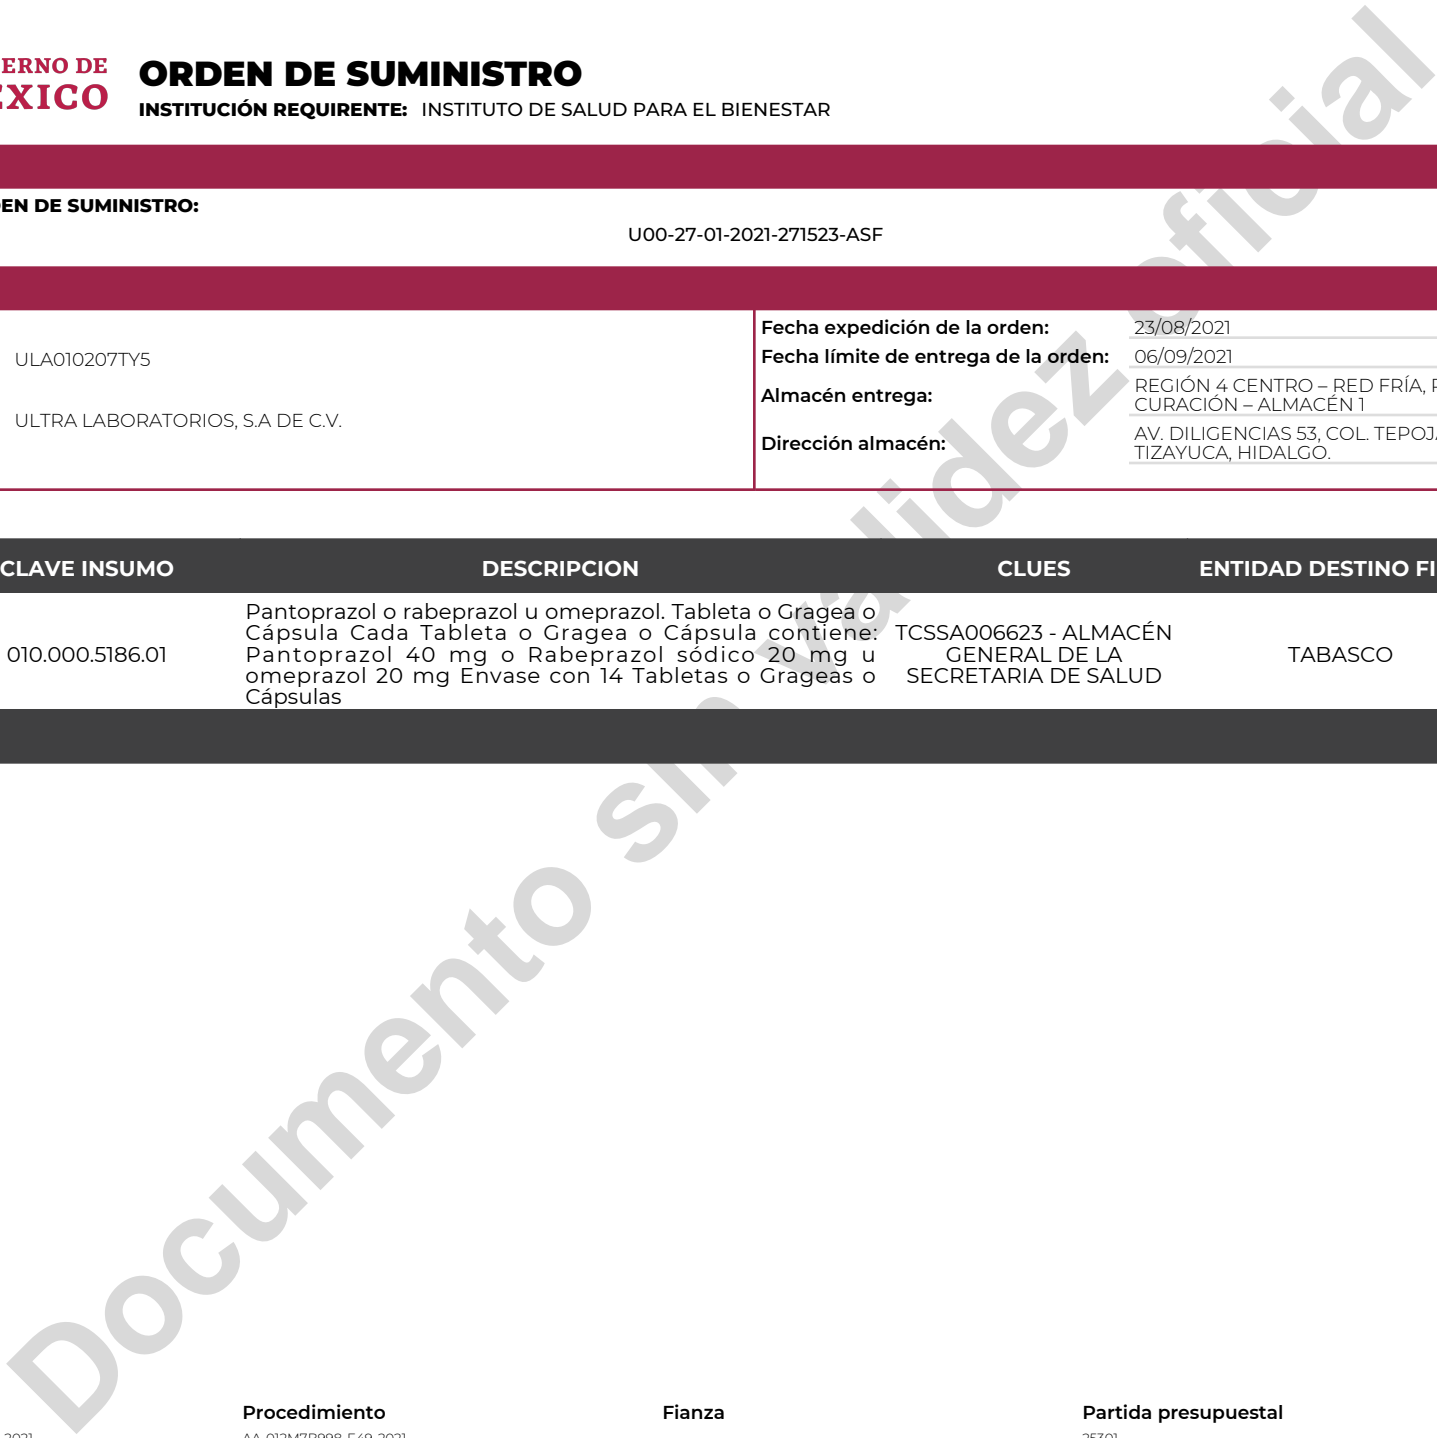 ERNO DE
ORDEN DE SUMINISTRO
INSTITUCIÓN REQUIRENTE: INSTITUTO DE SALUD PARA EL BIENESTAR
EN DE SUMINISTRO:
U00-27-01-2021-271523-ASF
ULA010207TY5
ULTRA LABORATORIOS, S.A DE C.V.
Fecha expedición de la orden: 23/08/2021
Fecha límite de entrega de la orden: 06/09/2021
Almacén entrega: REGIÓN 4 CENTRO – RED FRÍA,
CURACIÓN – ALMACÉN 1
Dirección almacén: AV. DILIGENCIAS 53, COL. TEPOJ
TIZAYUCA, HIDALGO.
CLAVE INSUMO DESCRIPCION CLUES ENTIDAD DESTINO FI
010.000.5186.01
Pantoprazol o rabeprazol u omeprazol. Tableta o Gragea o
Cápsula Cada Tableta o Gragea o Cápsula contiene:
Pantoprazol 40 mg o Rabeprazol sódico 20 mg u
omeprazol 20 mg Envase con 14 Tabletas o Grageas o
Cápsulas
TCSSA006623 - ALMACÉN
GENERAL DE LA
SECRETARIA DE SALUD
TABASCO
Documento sin validez oficial
Procedimiento Fianza Partida presupuestal